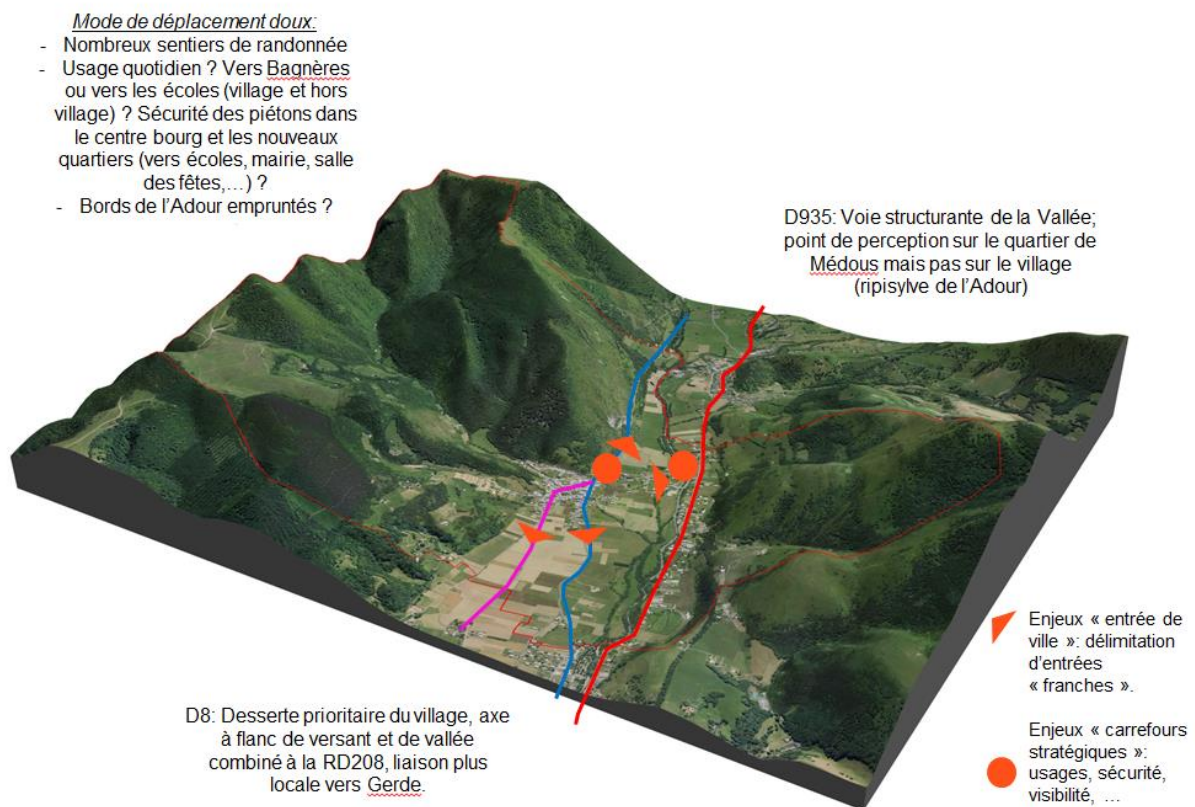 Mode de déplacement doux:
- Nombreux sentiers de randonnée
- Usage quotidien ? Vers Bagnères
ou vers les écoles (village et hors
village) ? Sécurité des piétons dans
le centre bourg et les nouveaux
quartiers (vers écoles, mairie, salle
des fêtes,…) ?
- Bords de l'Adour empruntés ?
D935: Voie structurante de la Vallée;
point de perception sur le quartier de
Médous mais pas sur le village
(ripisylve de l'Adour)
D8: Desserte prioritaire du village, axe
à flanc de versant et de vallée
combiné à la RD208, liaison plus
locale vers Gerde.
Enjeux « entrée de
ville »: délimitation
d'entrées
« franches ».
Enjeux « carrefours
stratégiques »:
usages, sécurité,
visibilité, …